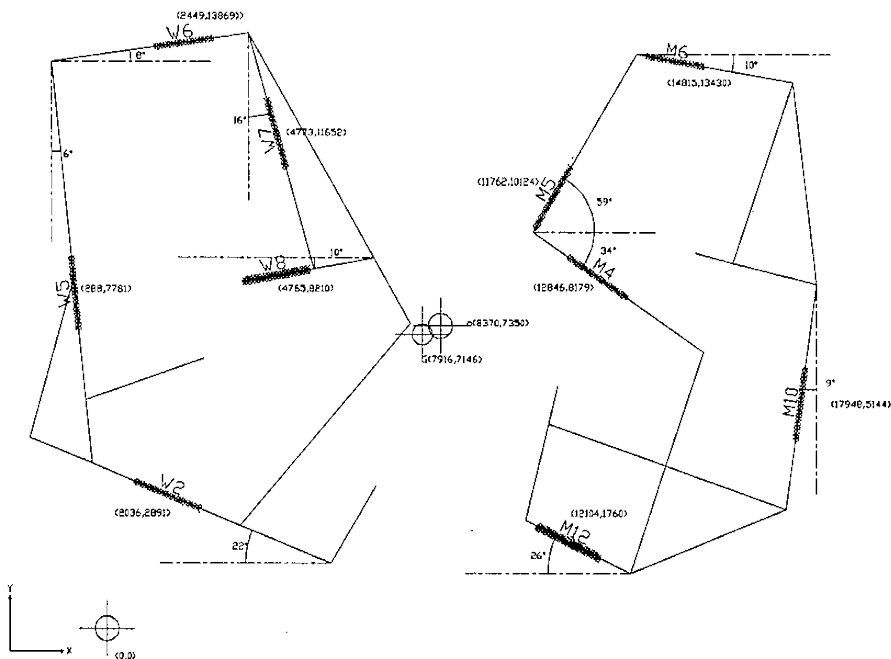 (2449,13869)
W6
8°
M6
10°
(14815,13430)
16°
W7
(4773,11652)
6°
(11762,10124)
M5
59°
34°
M4
(12846,8179)
10°
W8
(4765,8210)
W5
(288,7781)
o(8370,7350)
G(7916,7146)
M10
9°
(17948,5144)
W2
(2036,2891)
22°
(12104,1760)
M12
26°
Y
X
(0,0)